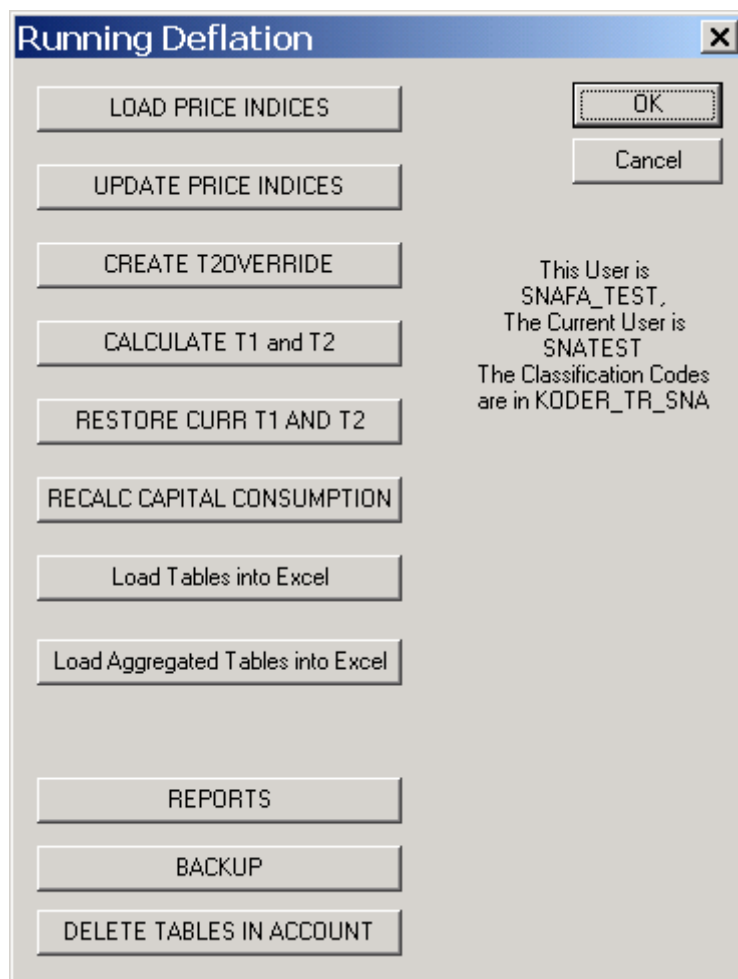 Running Deflation
LOAD PRICE INDICES
OK
UPDATE PRICE INDICES
Cancel
CREATE T2OVERRIDE
This User is
SNAFA_TEST,
The Current User is
SNATEST
The Classification Codes
are in KODER_TR_SNA
CALCULATE T1 and T2
RESTORE CURR T1 AND T2
RECALC CAPITAL CONSUMPTION
Load Tables into Excel
Load Aggregated Tables into Excel
REPORTS
BACKUP
DELETE TABLES IN ACCOUNT